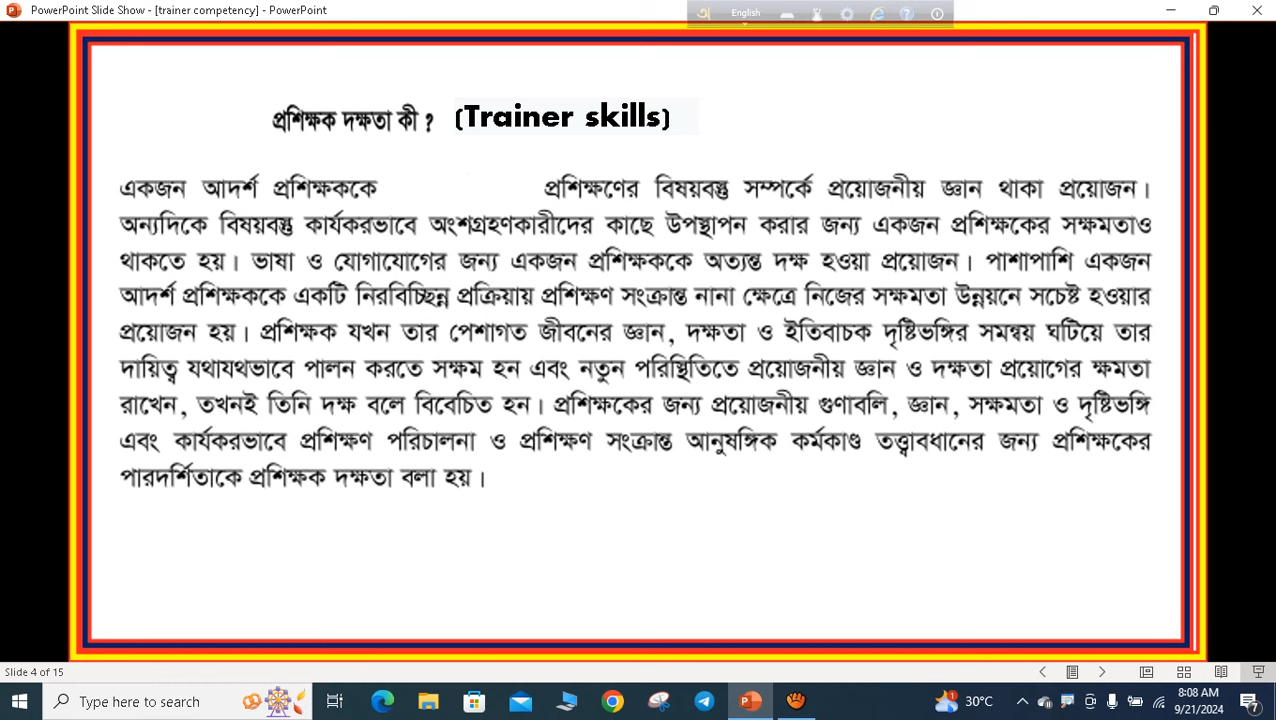 PowerPoint Slide Show - [trainer competency] - PowerPoint
English
প্রশিক্ষক দক্ষতা কী ? (Trainer skills)
একজন আদর্শ প্রশিক্ষককে প্রশিক্ষণের বিষয়বস্তু সম্পর্কে প্রয়োজনীয় জ্ঞান থাকা প্রয়োজন।
অন্যদিকে বিষয়বস্তু কার্যকরভাবে অংশগ্রহণকারীদের কাছে উপস্থাপন করার জন্য একজন প্রশিক্ষকের সক্ষমতাও
থাকতে হয়। ভাষা ও যোগাযোগের জন্য একজন প্রশিক্ষককে অত্যন্ত দক্ষ হওয়া প্রয়োজন। পাশাপাশি একজন
আদর্শ প্রশিক্ষককে একটি নিরবিচ্ছিন্ন প্রক্রিয়ায় প্রশিক্ষণ সংক্রান্ত নানা ক্ষেত্রে নিজের সক্ষমতা উন্নয়নে সচেষ্ট হওয়ার
প্রয়োজন হয়। প্রশিক্ষক যখন তার পেশাগত জীবনের জ্ঞান, দক্ষতা ও ইতিবাচক দৃষ্টিভঙ্গির সমন্বয় ঘটিয়ে তার
দায়িত্ব যথাযথভাবে পালন করতে সক্ষম হন এবং নতুন পরিস্থিতিতে প্রয়োজনীয় জ্ঞান ও দক্ষতা প্রয়োগের ক্ষমতা
রাখেন, তখনই তিনি দক্ষ বলে বিবেচিত হন। প্রশিক্ষকের জন্য প্রয়োজনীয় গুণাবলি, জ্ঞান, সক্ষমতা ও দৃষ্টিভঙ্গি
এবং কার্যকরভাবে প্রশিক্ষণ পরিচালনা ও প্রশিক্ষণ সংক্রান্ত আনুষঙ্গিক কর্মকাণ্ড তত্ত্বাবধানের জন্য প্রশিক্ষকের
পারদর্শিতাকে প্রশিক্ষক দক্ষতা বলা হয়।
Slide 4 of 15
Type here to search
30°C
8:08 AM
9/21/2024